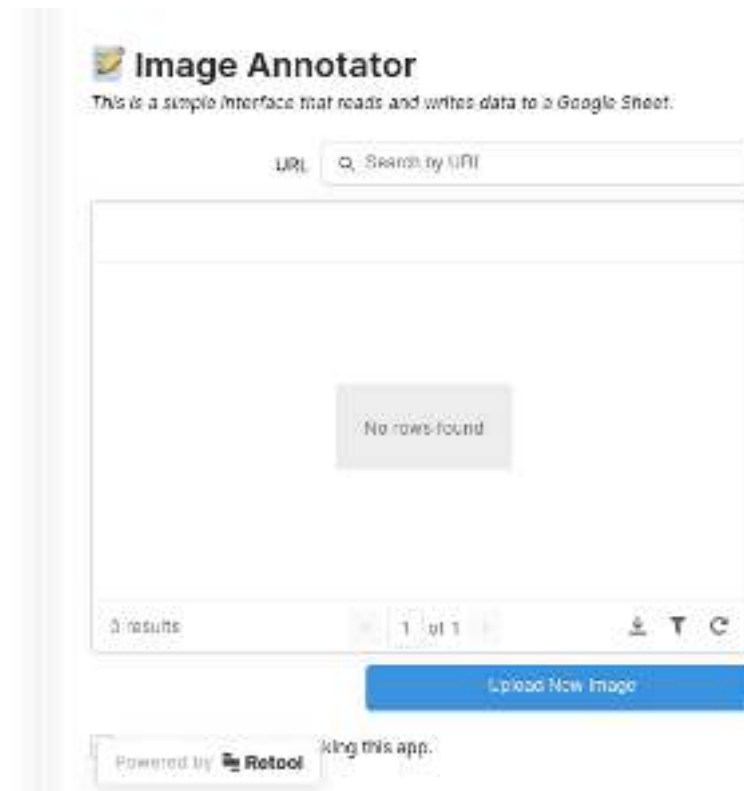 Image Annotator
This is a simple interface that reads and writes data to a Google Sheet.
URL
Search by URL
No rows found
0 results
1 of 1
Upload New Image
king this app.
Powered by Retool